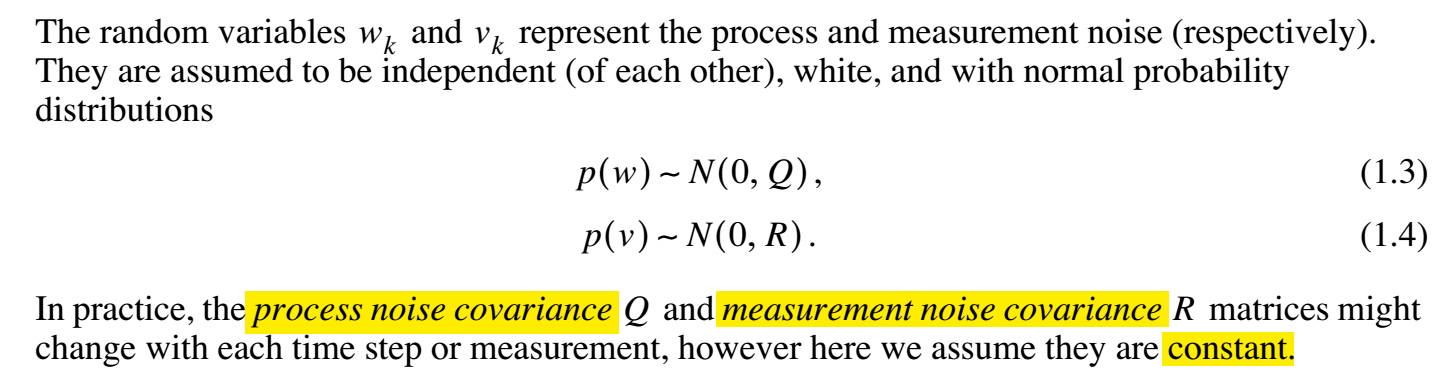 The random variables w_k and v_k represent the process and measurement noise (respectively).
They are assumed to be independent (of each other), white, and with normal probability
distributions
p(w) ~ N(0, Q), (1.3)
p(v) ~ N(0, R). (1.4)
In practice, the process noise covariance Q and measurement noise covariance R matrices might
change with each time step or measurement, however here we assume they are constant.